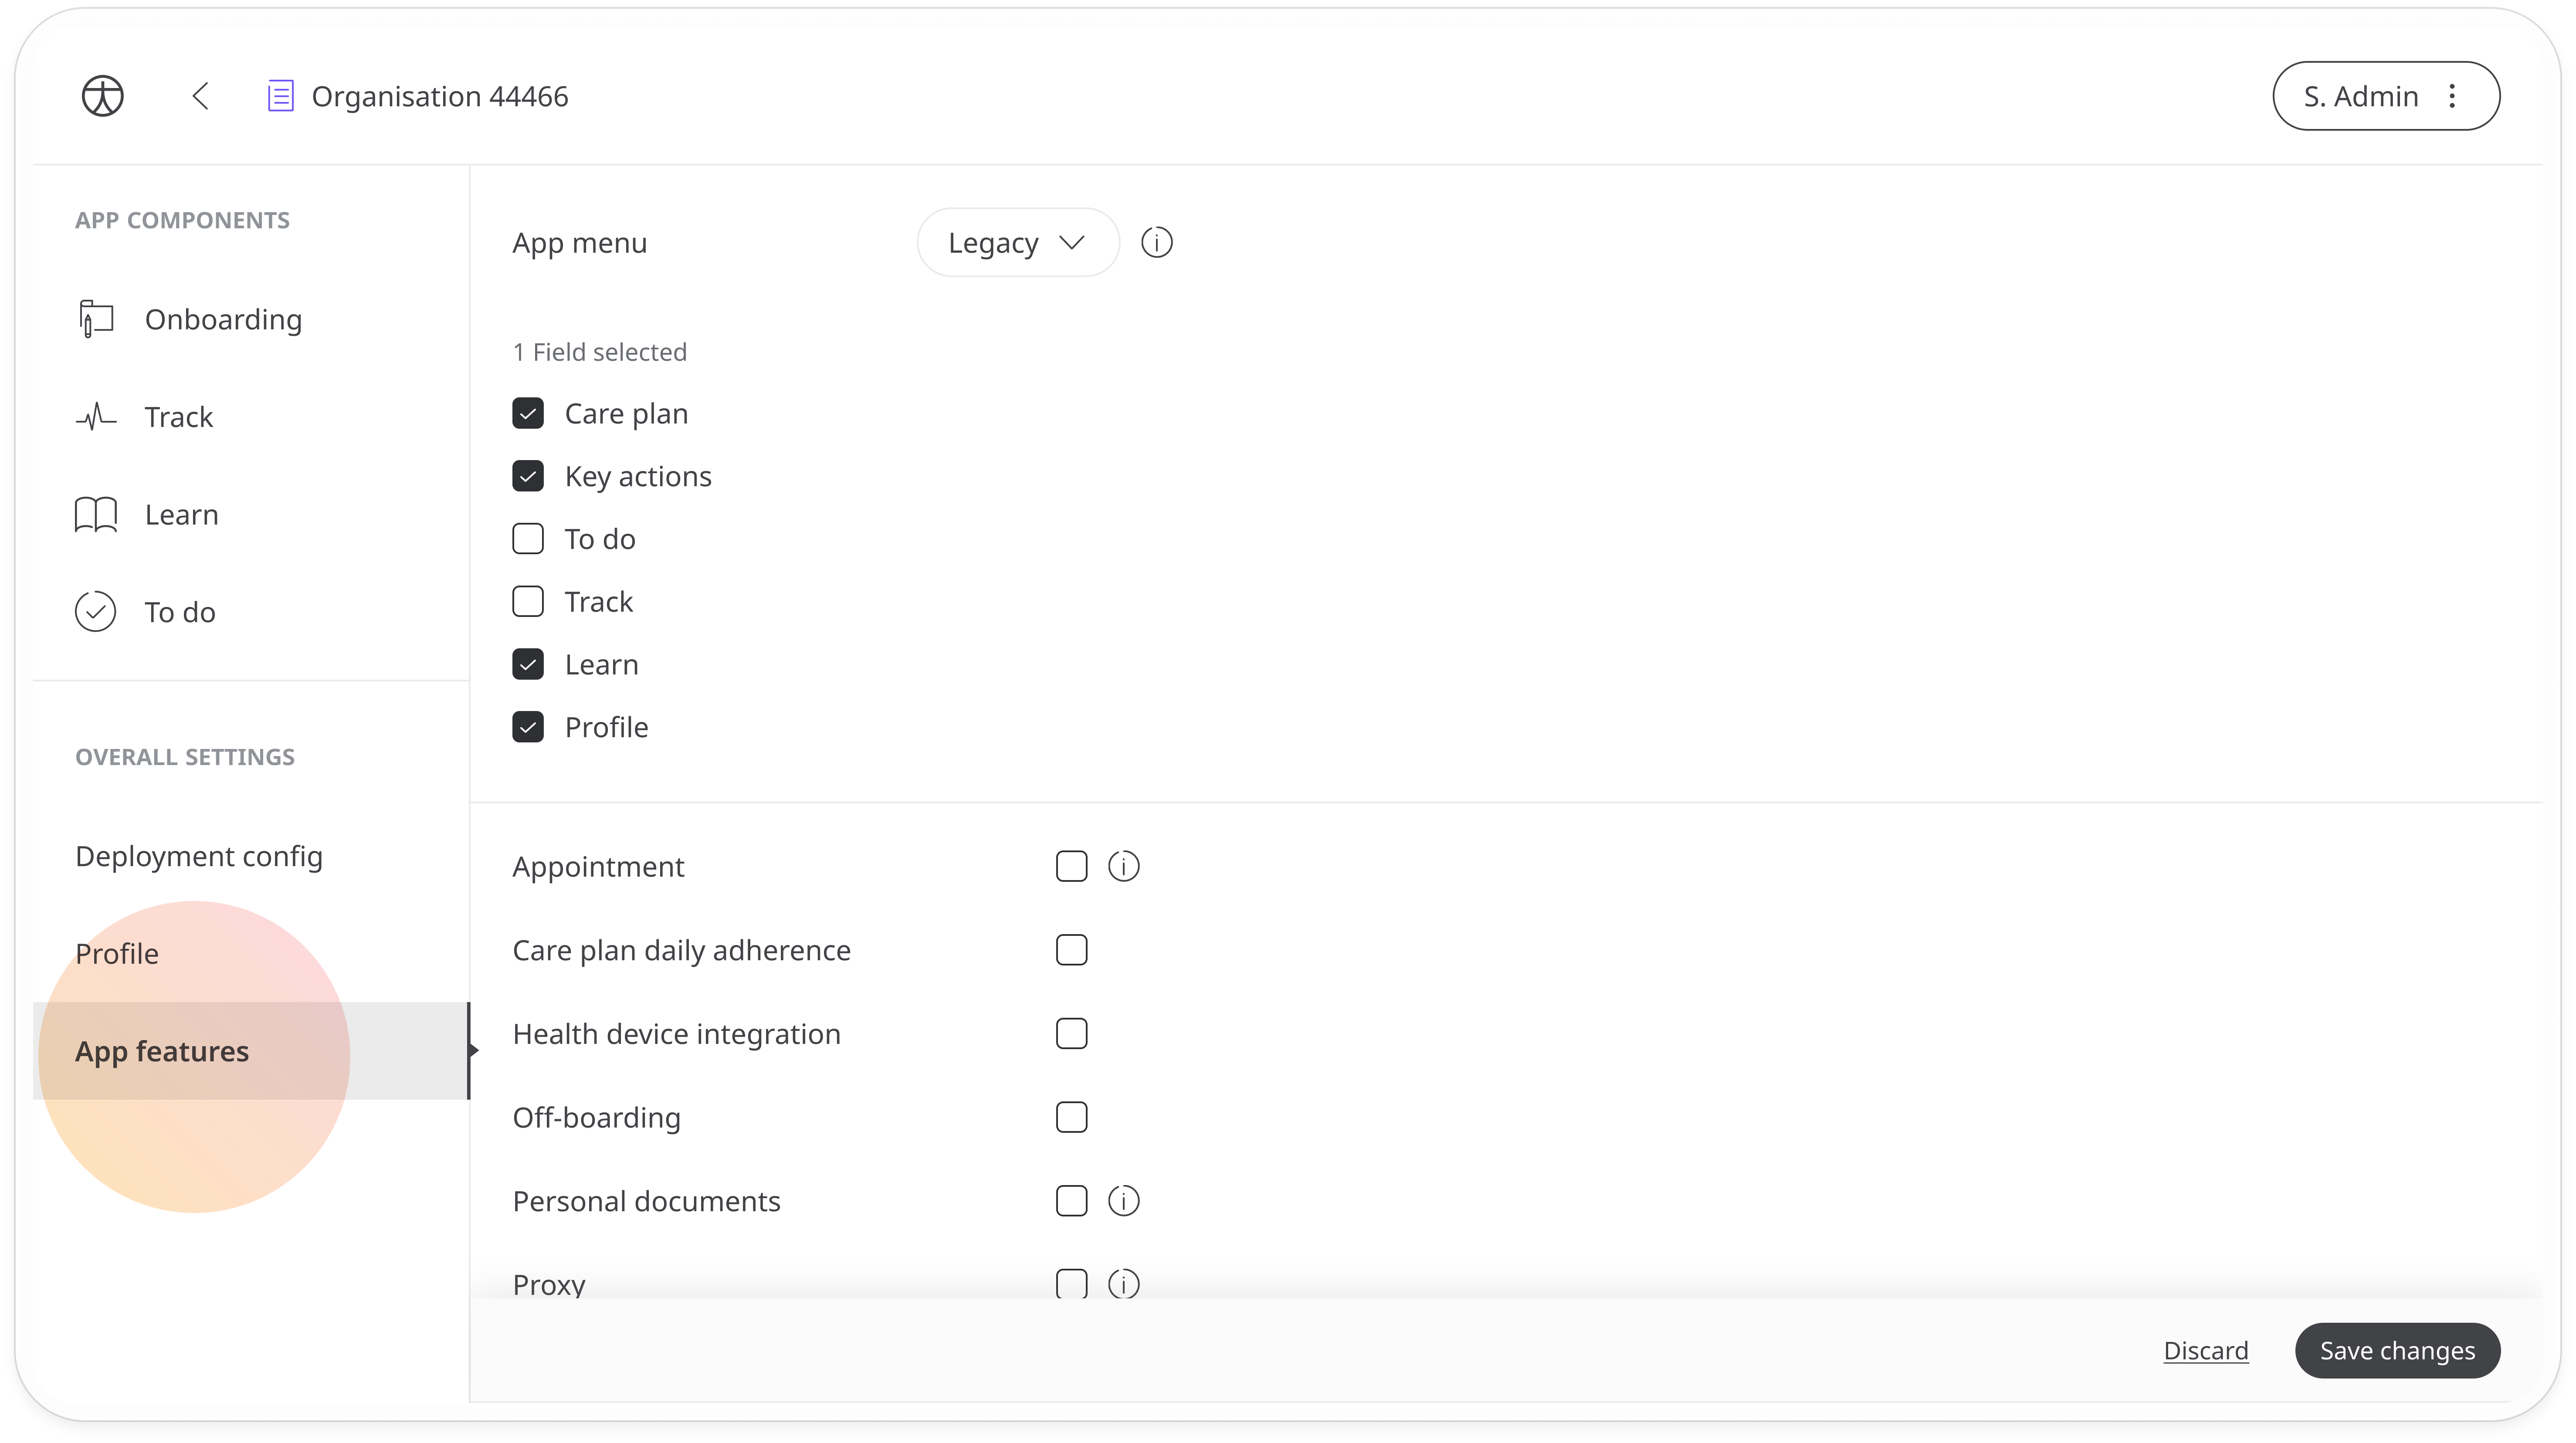 Organisation 44466
S. Admin
APP COMPONENTS
Onboarding
Track
Learn
To do
OVERALL SETTINGS
Deployment config
Profile
App features
App menu
Legacy
1 Field selected
Care plan
Key actions
To do
Track
Learn
Profile
Appointment
Care plan daily adherence
Health device integration
Off-boarding
Personal documents
Proxy
Discard
Save changes